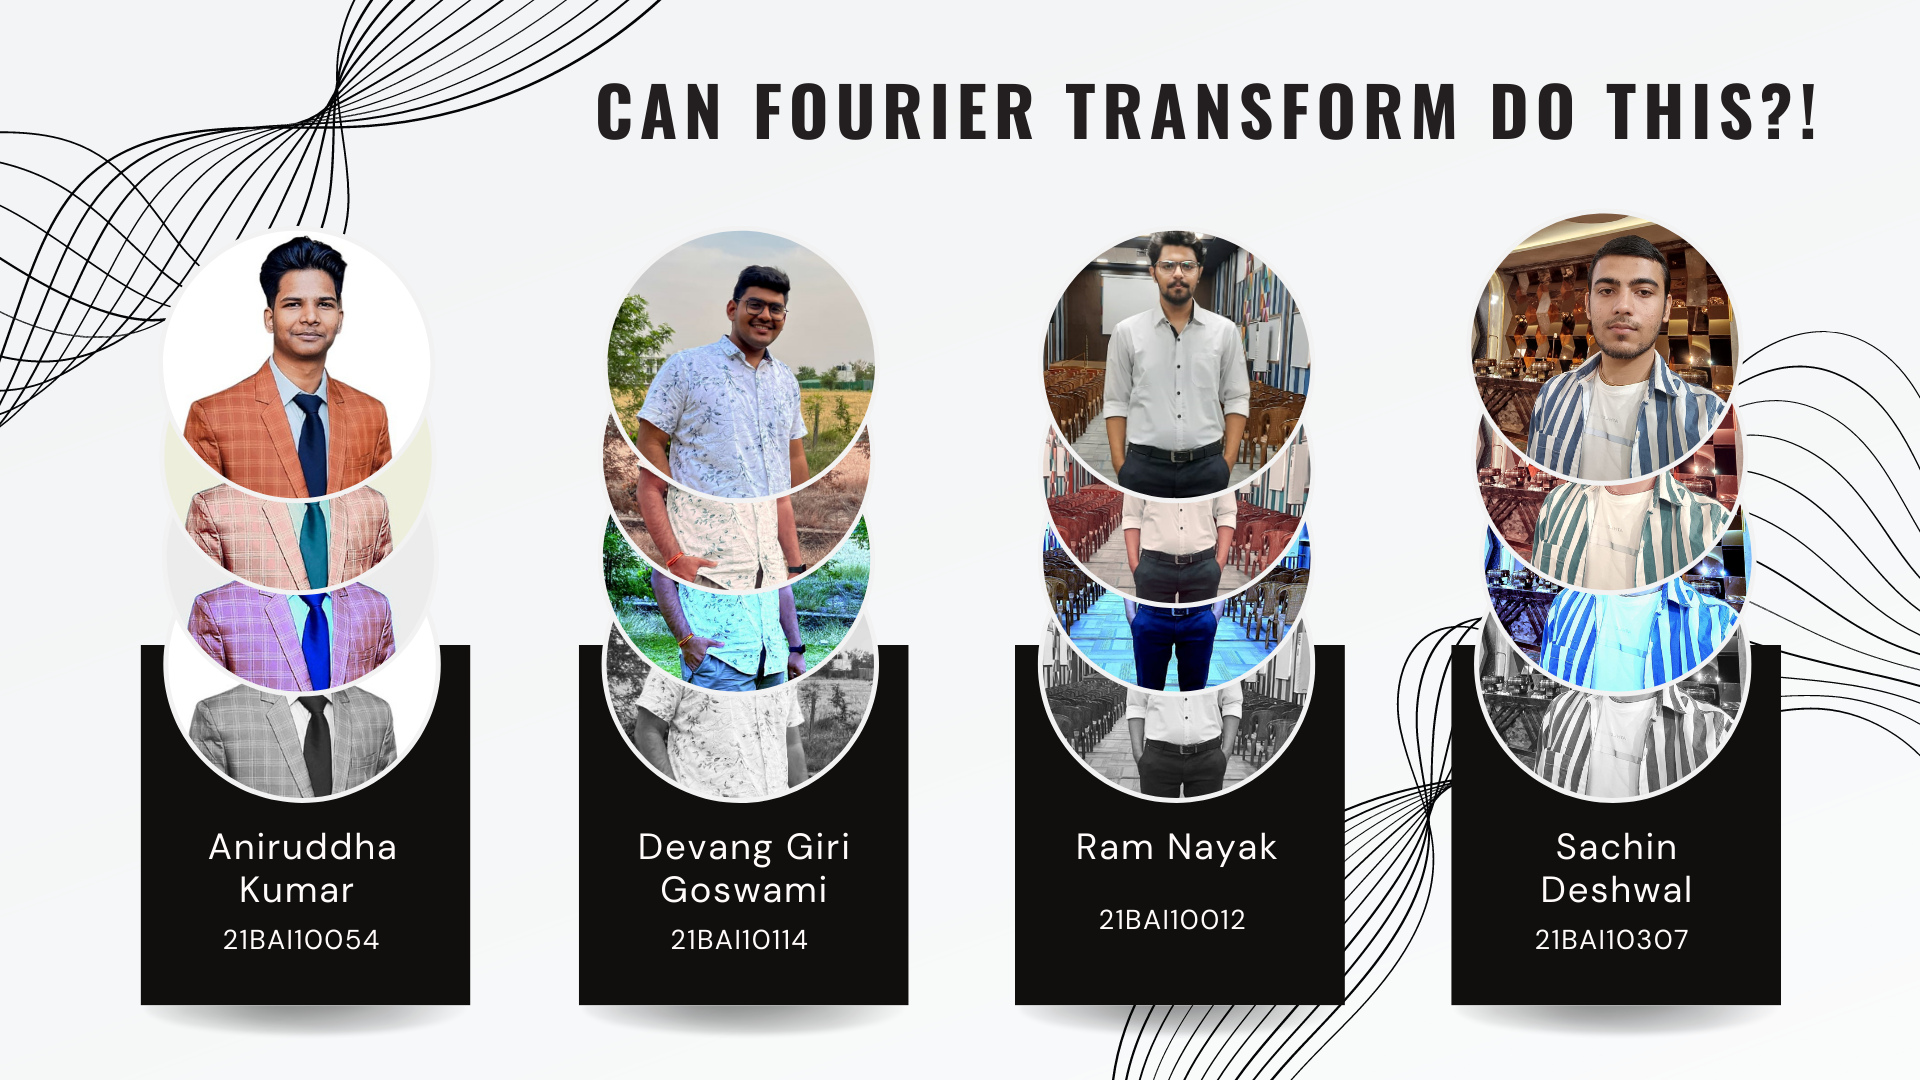 CAN FOURIER TRANSFORM DO THIS?!
Aniruddha
Kumar
21BAI10054
Devang Giri
Goswami
21BAI10114
Ram Nayak
21BAI10012
Sachin
Deshwal
21BAI10307